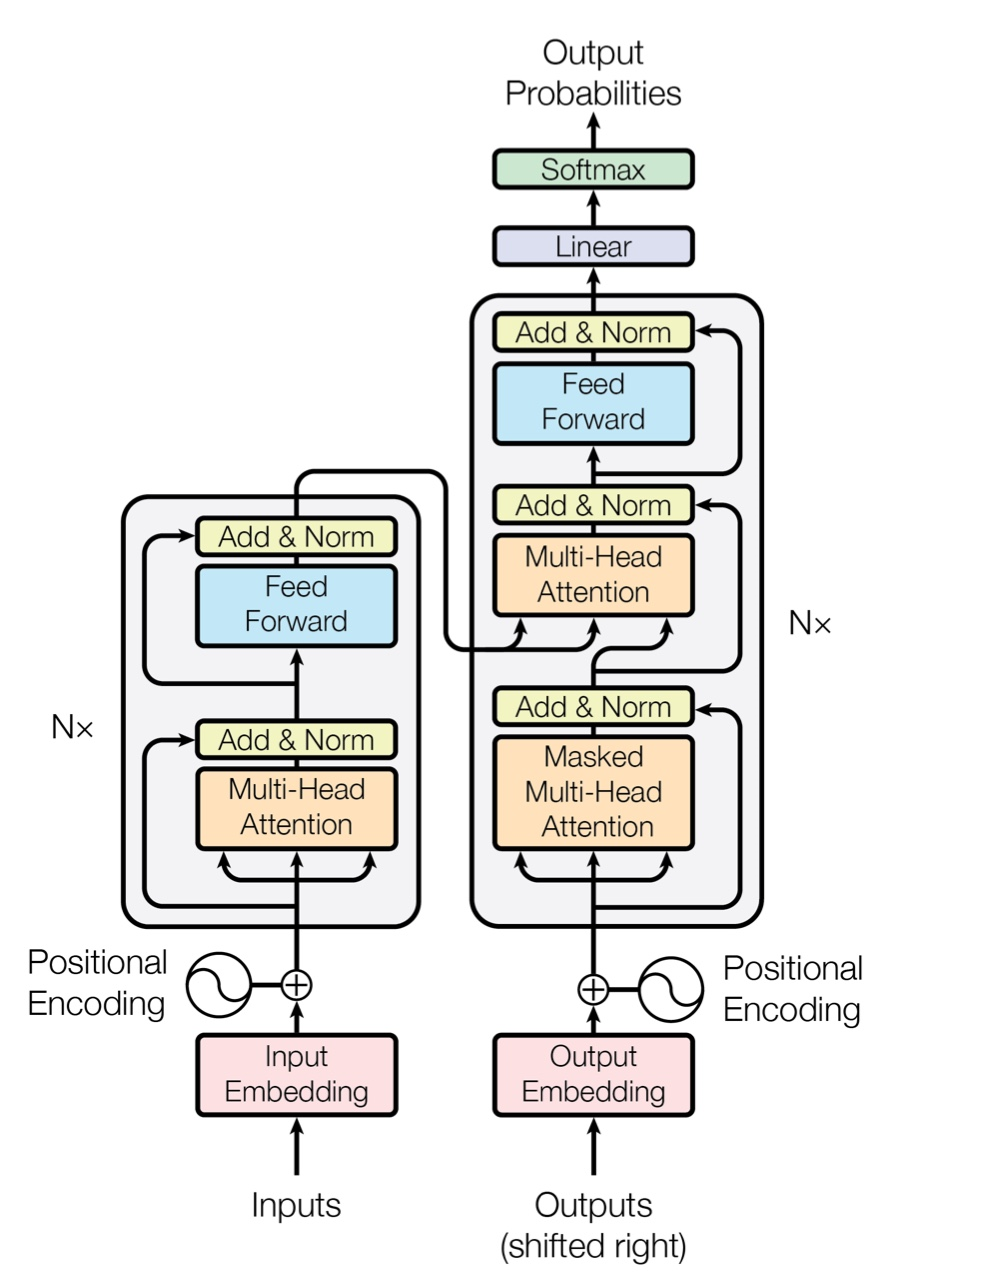 Output
Probabilities
Softmax
Linear
Add & Norm
Feed
Forward
Add & Norm
Multi-Head
Attention
N×
Add & Norm
Masked
Multi-Head
Attention
Add & Norm
Feed
Forward
N×
Add & Norm
Multi-Head
Attention
Positional
Encoding
Positional
Encoding
Input
Embedding
Output
Embedding
Inputs
Outputs
(shifted right)